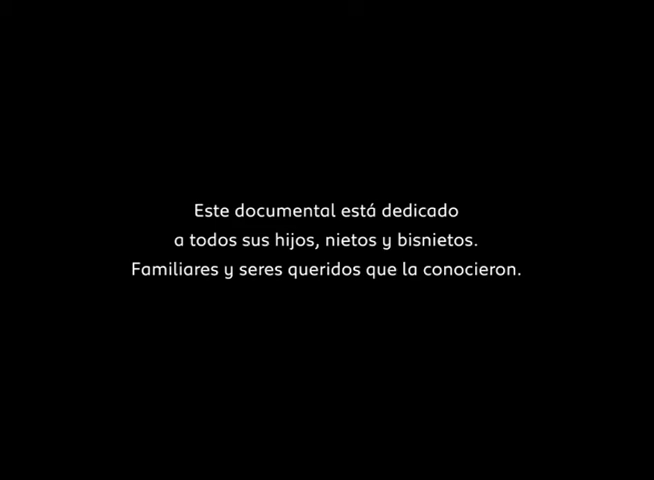 Este documental está dedicado
a todos sus hijos, nietos y bisnietos.
Familiares y seres queridos que la conocieron.